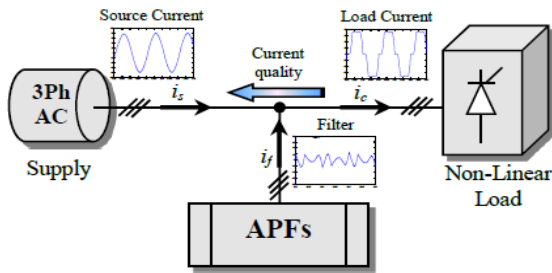 Source Current
Load Current
Current
quality
3Ph
AC
i_s
i_c
Supply
Filter
i_f
Non-Linear
Load
APFs